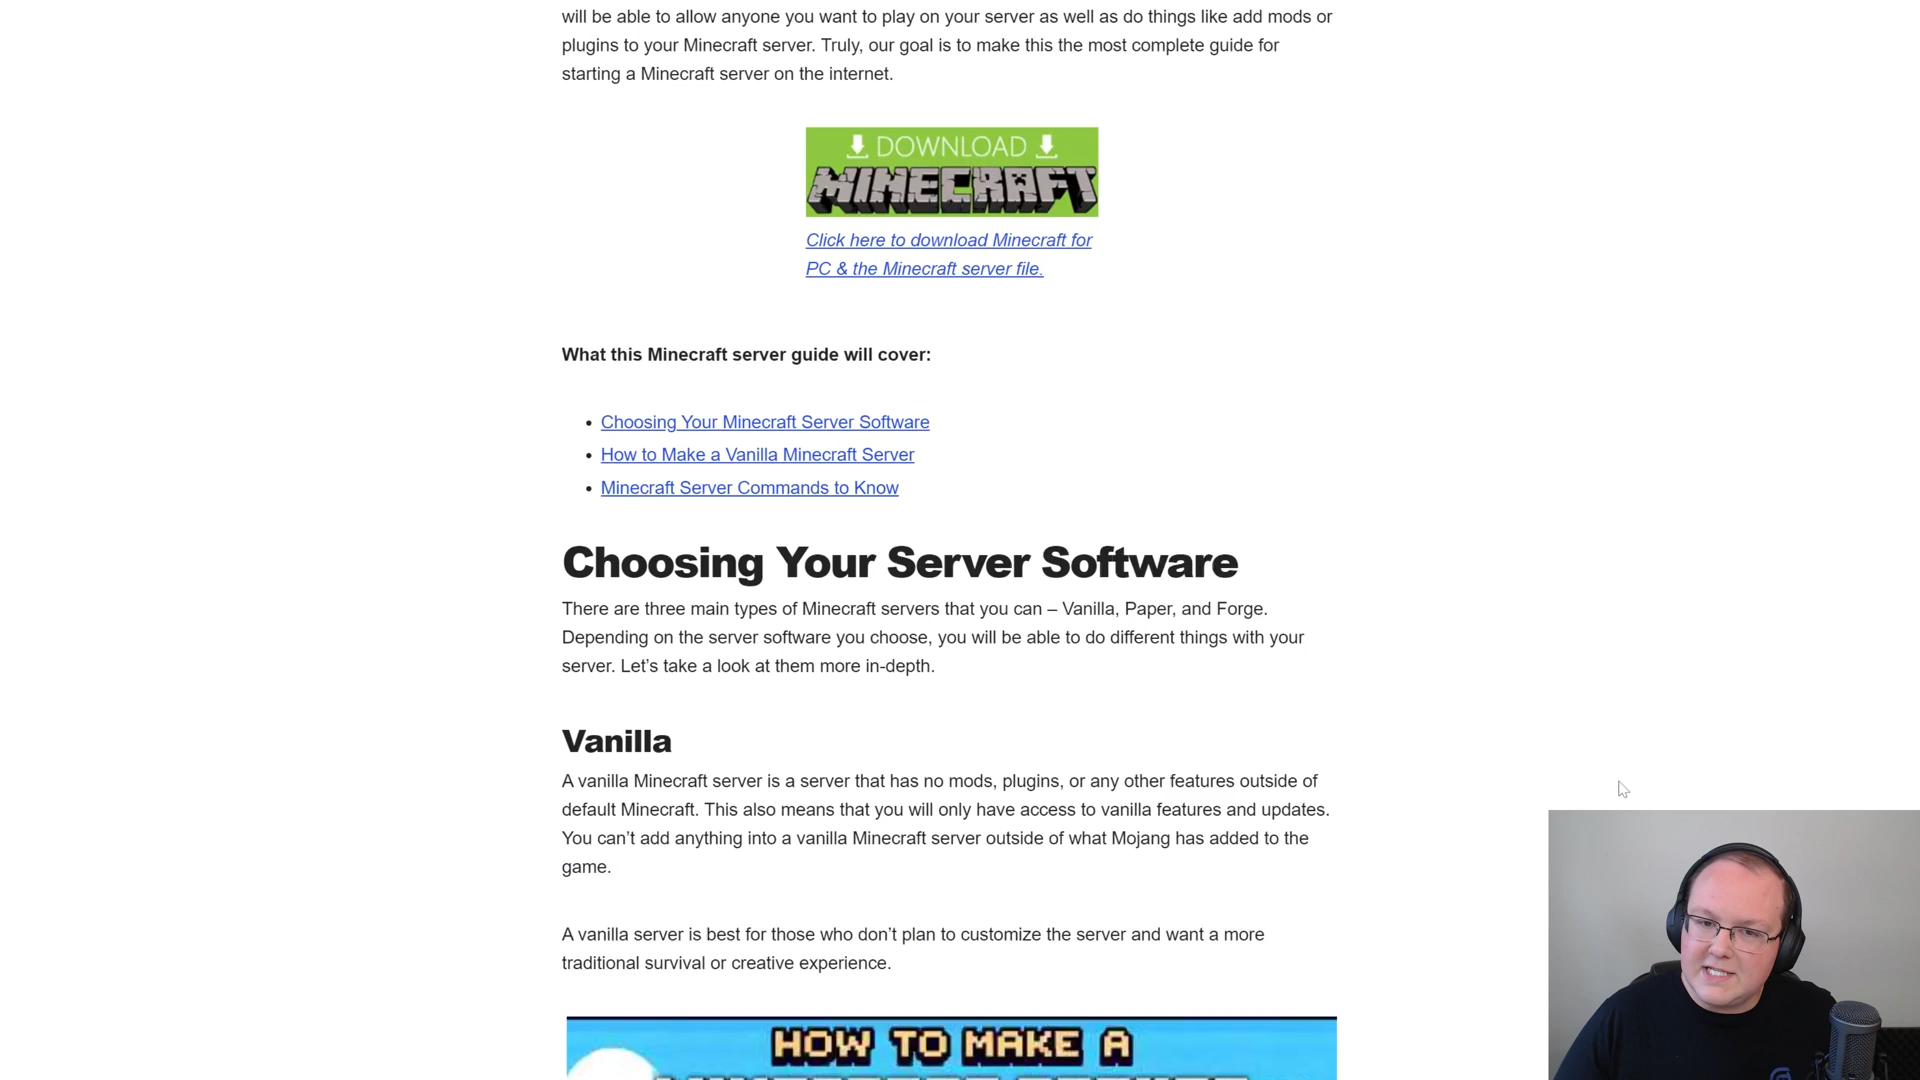 will be able to allow anyone you want to play on your server as well as do things like add mods or
plugins to your Minecraft server. Truly, our goal is to make this the most complete guide for
starting a Minecraft server on the internet.
DOWNLOAD
MINECRAFT
Click here to download Minecraft for
PC & the Minecraft server file.
What this Minecraft server guide will cover:
• Choosing Your Minecraft Server Software
• How to Make a Vanilla Minecraft Server
• Minecraft Server Commands to Know
Choosing Your Server Software
There are three main types of Minecraft servers that you can – Vanilla, Paper, and Forge.
Depending on the server software you choose, you will be able to do different things with your
server. Let’s take a look at them more in-depth.
Vanilla
A vanilla Minecraft server is a server that has no mods, plugins, or any other features outside of
default Minecraft. This also means that you will only have access to vanilla features and updates.
You can’t add anything into a vanilla Minecraft server outside of what Mojang has added to the
game.
A vanilla server is best for those who don’t plan to customize the server and want a more
traditional survival or creative experience.
HOW TO MAKE A